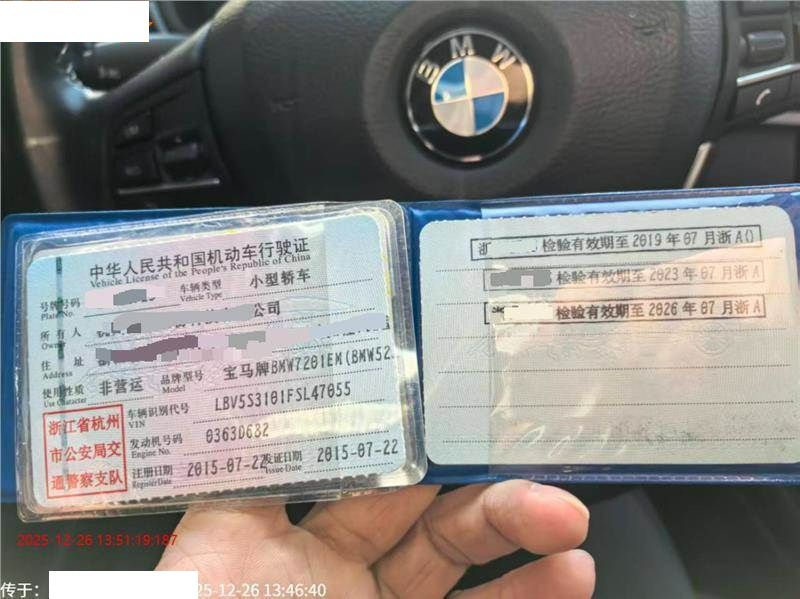 BMW
中华人民共和国机动车行驶证
Vehicle License of the People's Republic of China
号牌号码
Plate No.
车辆类型 小型轿车
Vehicle Type
所有人 公司
Owner
住址
Address
使用性质 非营运 品牌型号 宝马牌BMW7201EM(BMW52
Use Character Model
浙江省杭州
市公安局交
通警察支队
车辆识别代号 LBV5S3101FSL47055
VIN
发动机号码 0363D682
Engine No.
注册日期 2015-07-22 发证日期 2015-07-22
Register Date Issue Date
浙 检验有效期至2019年07月浙A()
检验有效期至2023年07月浙A
检验有效期至2026年07月浙A
2025-12-26 13:51:19:187
传于: 25-12-26 13:46:40